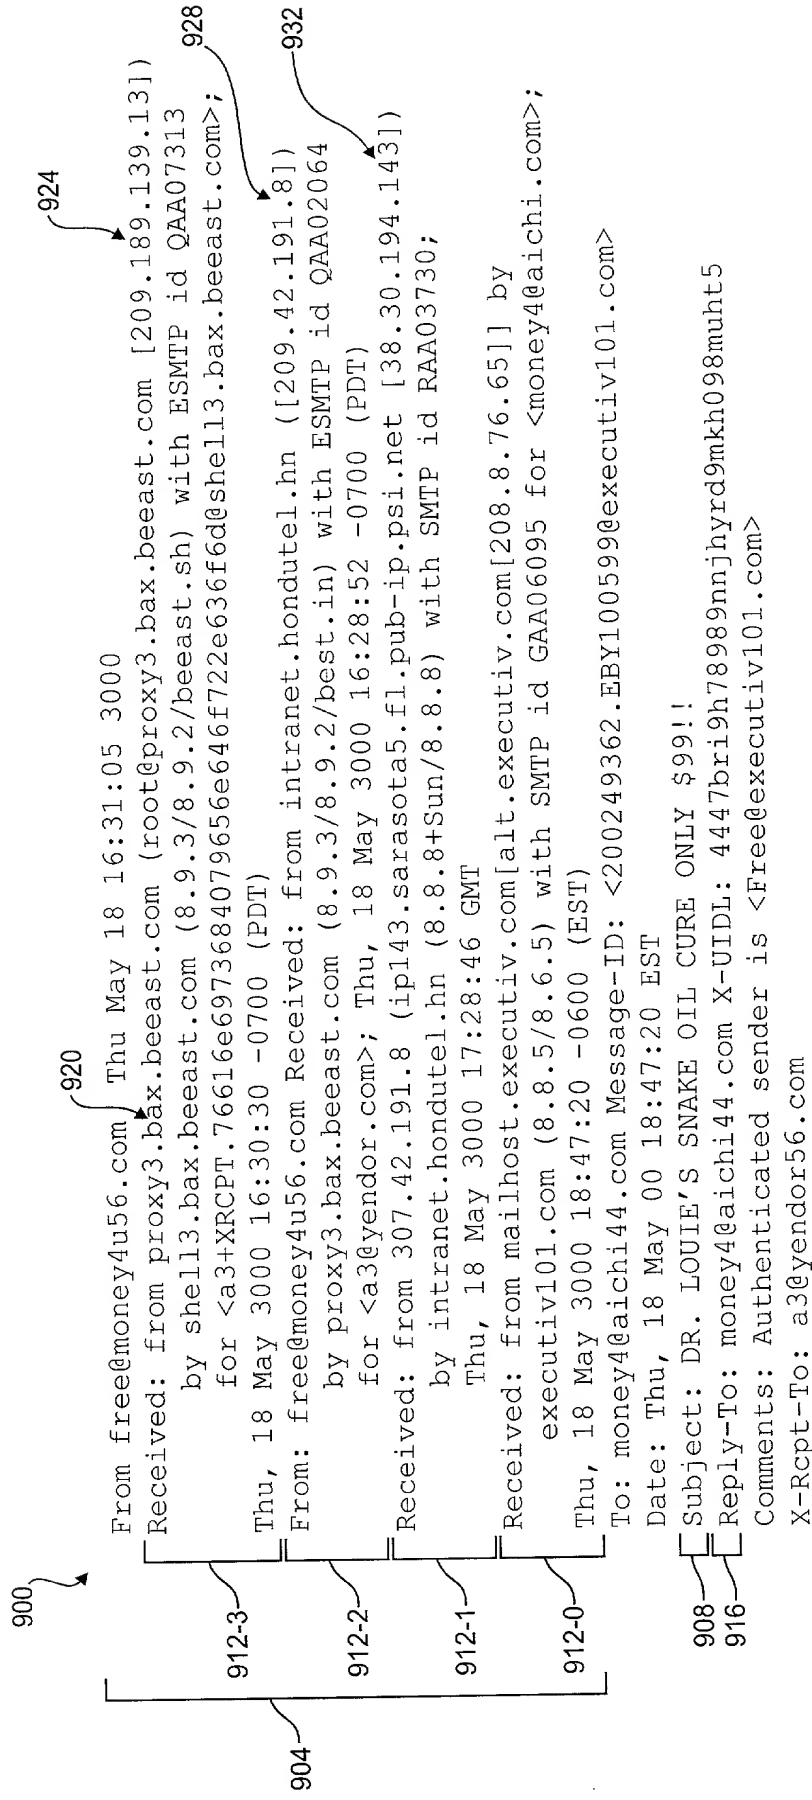 900
904
912-3
912-2
912-1
912-0
908
916
920
924
928
932
From free@money4u56.com Thu May 18 16:31:05 3000
Received: from proxy3.bax.beeast.com (root@proxy3.bax.beeast.com [209.189.139.13])
by shell3.bax.beeast.com (8.9.3/8.9.2/beeast.sh) with ESMTP id QAA07313
for <a3+XRCPT.76616e697368407965 6e646f722e636f6d@shell3.bax.beeast.com>;
Thu, 18 May 3000 16:30:30 -0700 (PDT)
From: free@money4u56.com Received: from intranet.hondutel.hn ([209.42.191.8])
by proxy3.bax.beeast.com (8.9.3/8.9.2/best.in) with ESMTP id QAA02064
for <a3@yendor.com>; Thu, 18 May 3000 16:28:52 -0700 (PDT)
Received: from 307.42.191.8 (ip143.sarasota5.fl.pub-ip.psi.net [38.30.194.143])
by intranet.hondutel.hn (8.8.8+Sun/8.8.8) with SMTP id RAA03730;
Thu, 18 May 3000 17:28:46 GMT
Received: from mailhost.executiv.com[alt.executiv.com[208.8.76.65]] by
executiv101.com (8.8.5/8.6.5) with SMTP id GAA06095 for <money4@aichi.com>;
Thu, 18 May 3000 18:47:20 -0600 (EST)
To: money4@aichi44.com Message-ID: <200249362.EBY100599@executiv101.com>
Date: Thu, 18 May 00 18:47:20 EST
Subject: DR. LOUIE'S SNAKE OIL CURE ONLY $99!!
Reply-To: money4@aichi44.com X-UIDL: 4447bri9h78989nnjhyrd9mkh098muht5
Comments: Authenticated sender is <Free@executiv101.com>
X-Rcpt-To: a3@yendor56.com